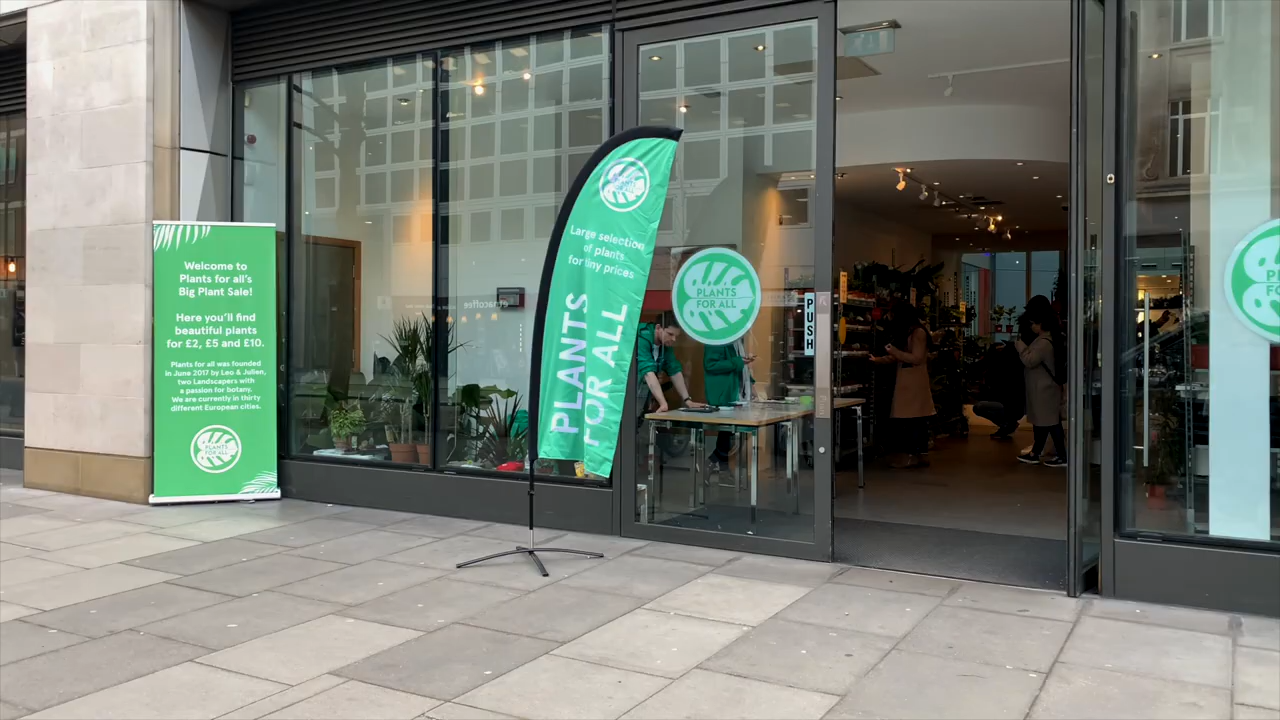 Welcome to
Plants for all's
Big Plant Sale!
Here you'll find
beautiful plants
for £2, £5 and £10.
Plants for all was founded
in June 2017 by Leo & Julien,
two Landscapers with
a passion for botany.
We are currently in thirty
different European cities.
PLANTS
FOR ALL
Large selection
of plants
for tiny prices
PLANTS
FOR ALL
PLANTS
FOR ALL
PUSH
PLANTS
FOR